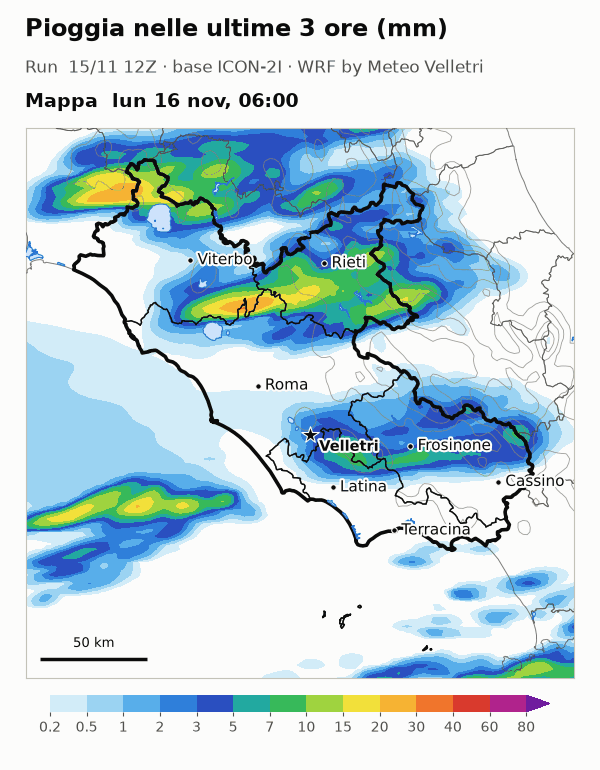 Pioggia nelle ultime 3 ore (mm)
Run  15/11 12Z · base ICON-2I · WRF by Meteo Velletri
Mappa  lun 16 nov, 06:00
Viterbo
Rieti
Roma
Velletri
Frosinone
Latina
Cassino
Terracina
50 km
0.2 0.5 1 2 3 5 7 10 15 20 30 40 60 80